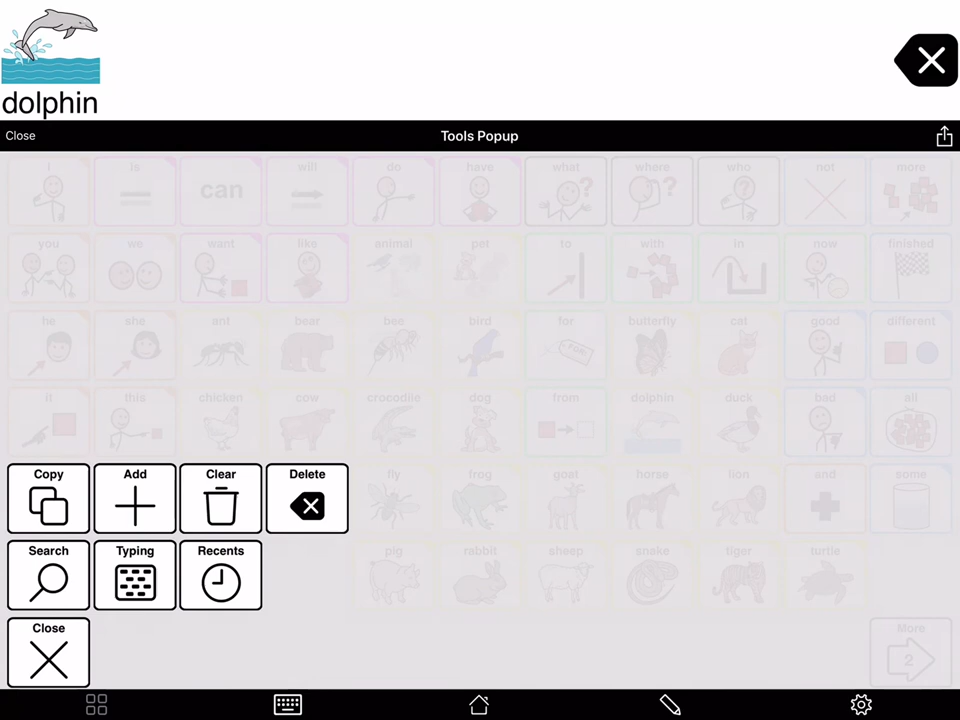 dolphin
Close Tools Popup
I is can will do have what where who not more
you we want like animal pet to with in now finished
he she ant bear bee bird for butterfly cat good different
FOR
it this chicken cow crocodile dog from dolphin duck bad all
Copy Add Clear Delete fly frog goat horse lion and some
Search Typing Recents pig rabbit sheep snake tiger turtle
Close More
2